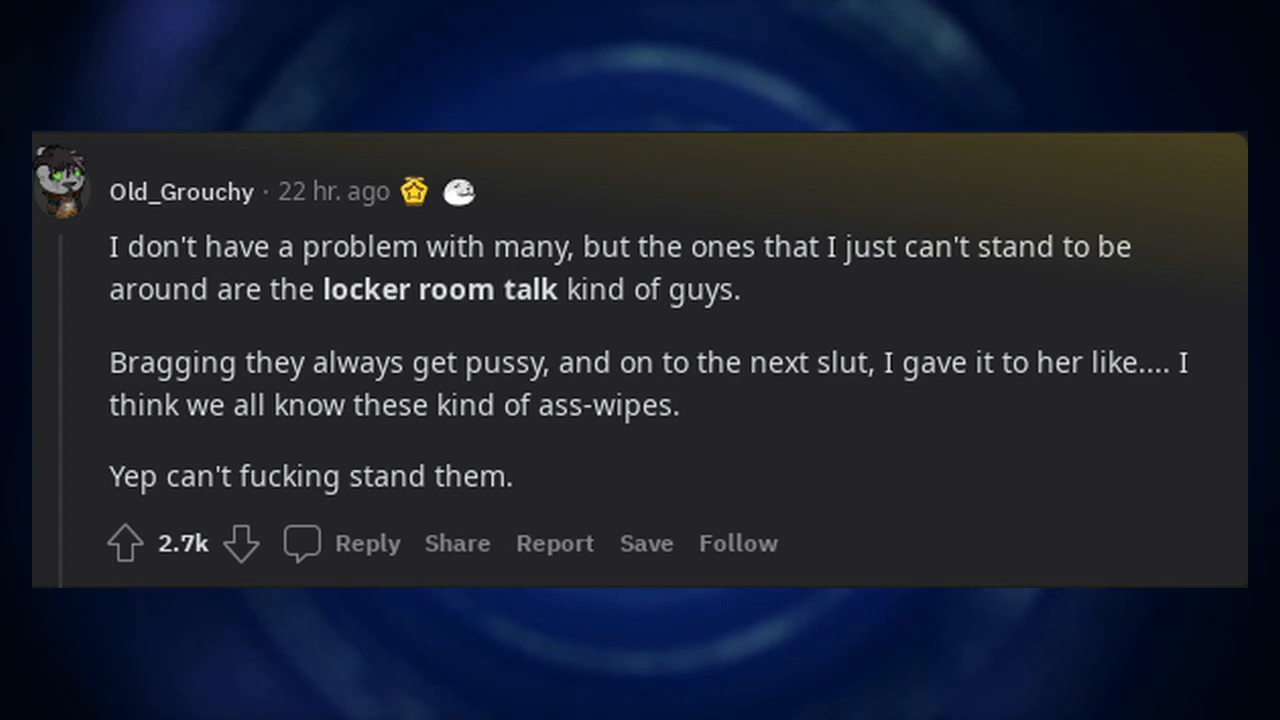 Old_Grouchy · 22 hr. ago
I don't have a problem with many, but the ones that I just can't stand to be
around are the locker room talk kind of guys.
Bragging they always get pussy, and on to the next slut, I gave it to her like.... I
think we all know these kind of ass-wipes.
Yep can't fucking stand them.
2.7k Reply Share Report Save Follow